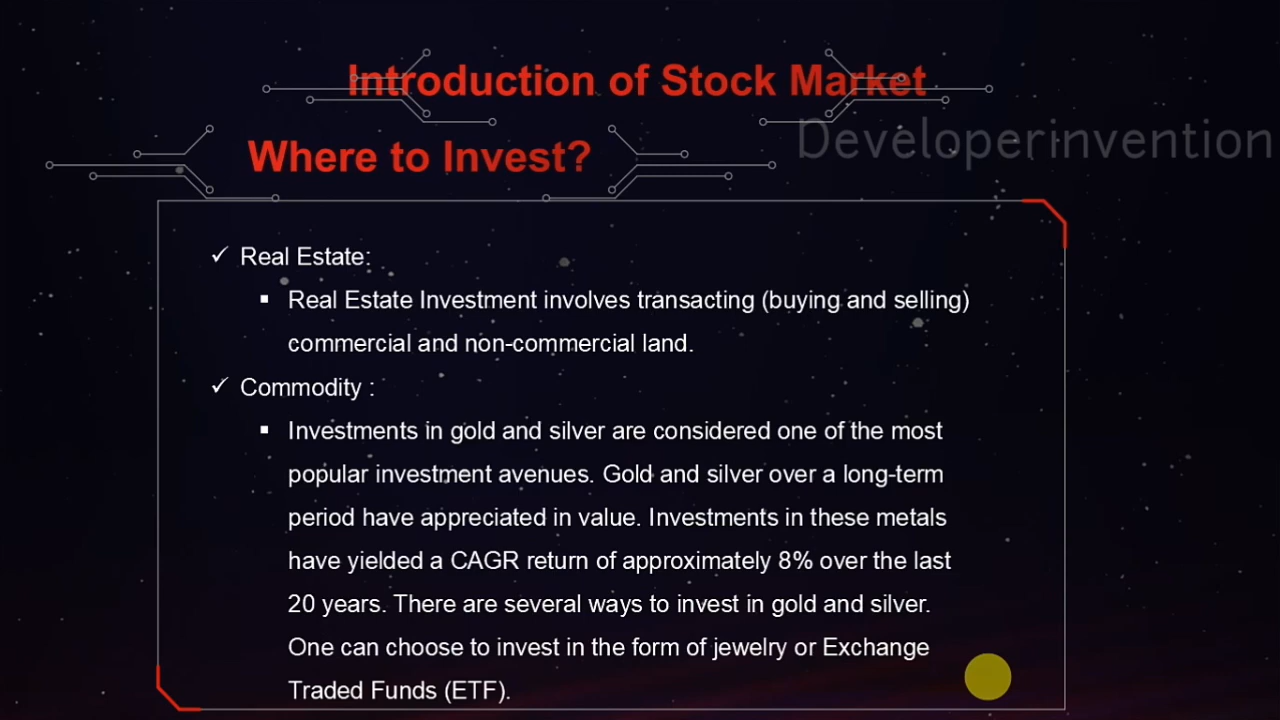 Introduction of Stock Market
Developerinvention
Where to Invest?
✓ Real Estate:
▪ Real Estate Investment involves transacting (buying and selling)
commercial and non-commercial land.
✓ Commodity :
▪ Investments in gold and silver are considered one of the most
popular investment avenues. Gold and silver over a long-term
period have appreciated in value. Investments in these metals
have yielded a CAGR return of approximately 8% over the last
20 years. There are several ways to invest in gold and silver.
One can choose to invest in the form of jewelry or Exchange
Traded Funds (ETF).